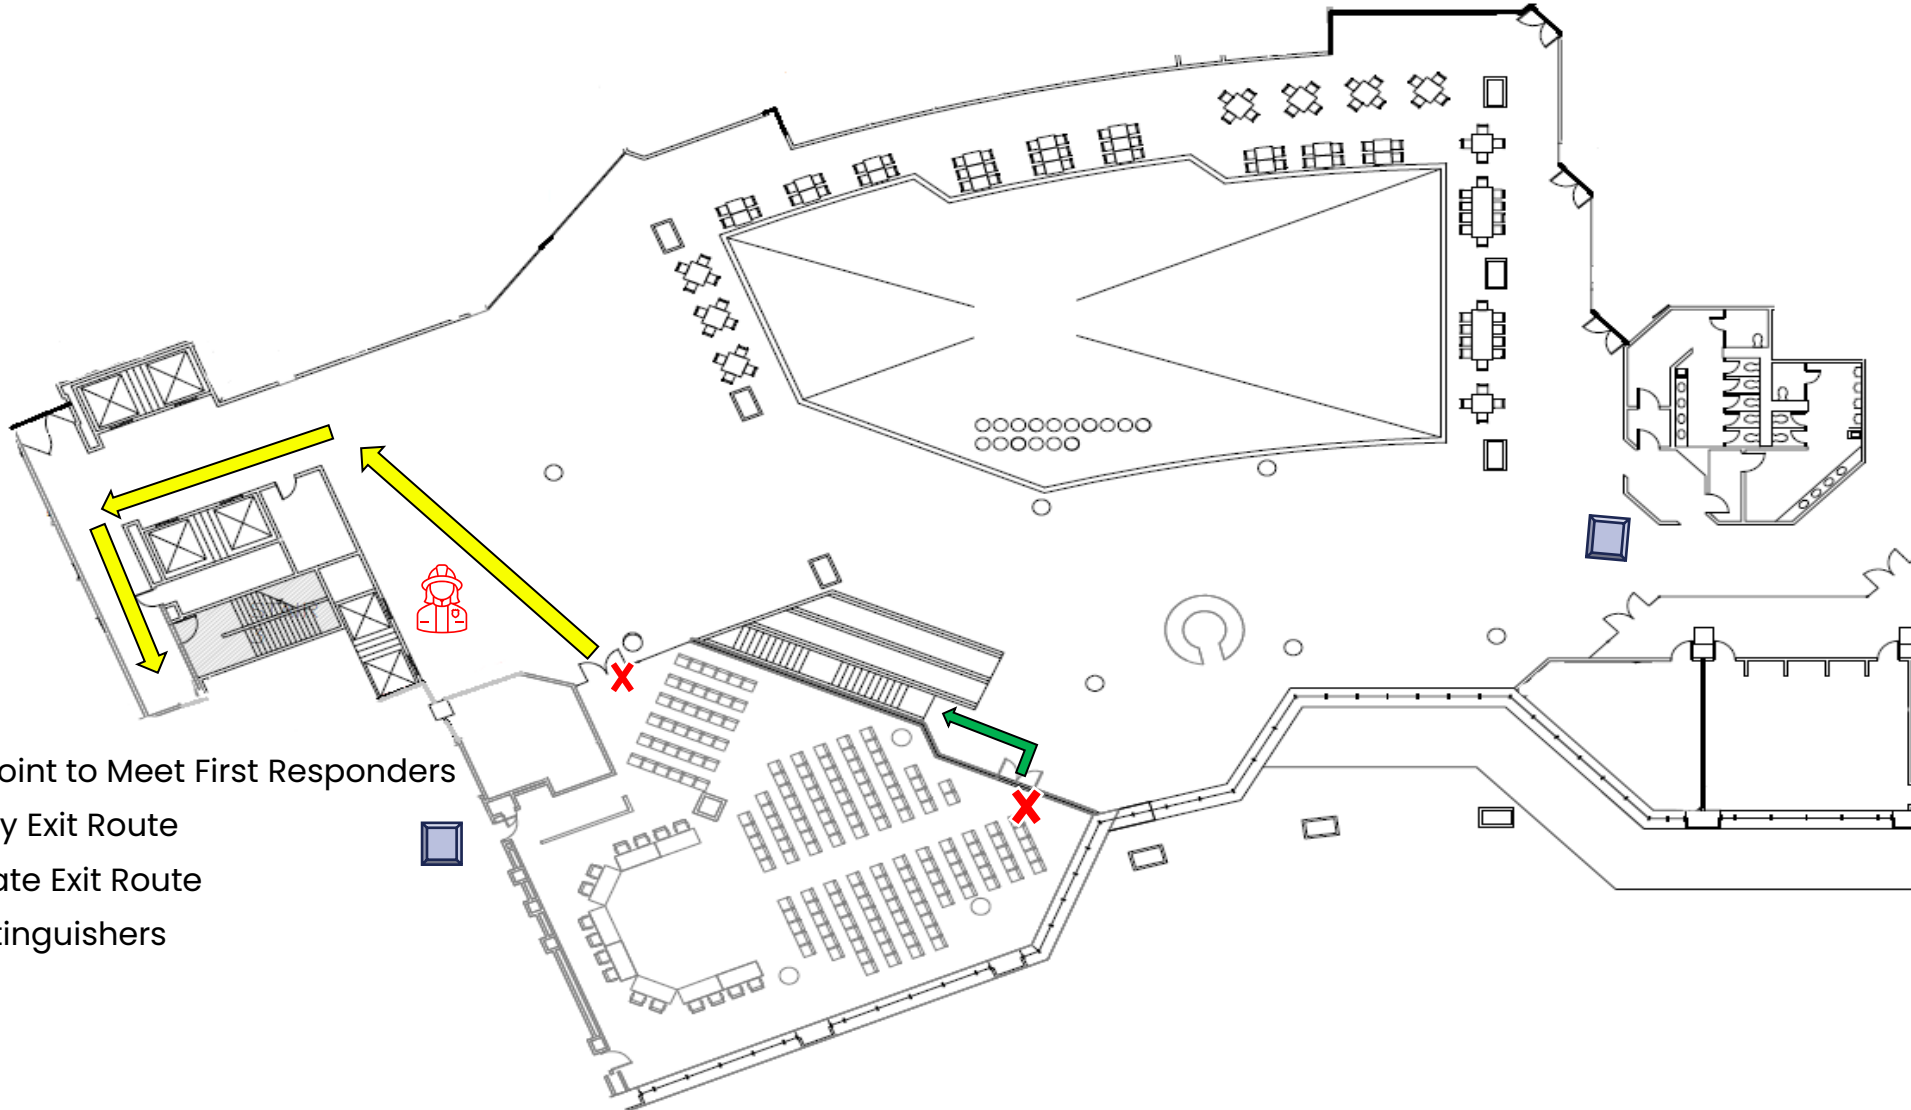 oint to Meet First Responders
y Exit Route
ate Exit Route
tinguishers